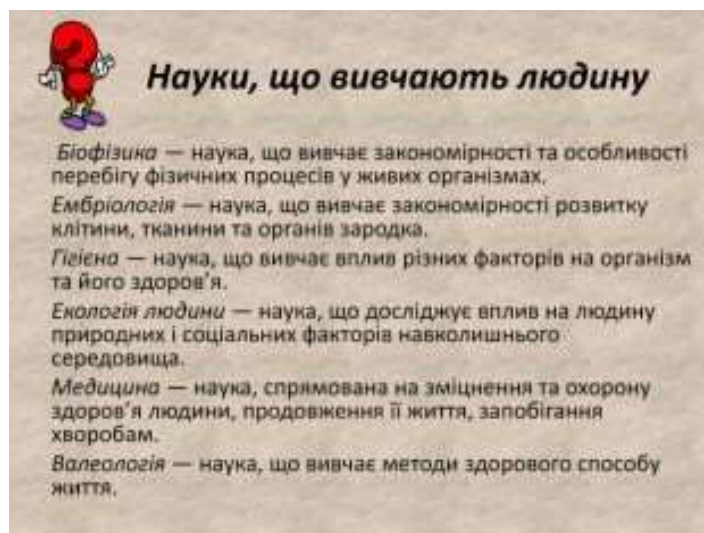 Науки, що вивчають людину
Біофізика — наука, що вивчає закономірності та особливості
перебігу фізичних процесів у живих організмах.
Ембріологія — наука, що вивчає закономірності розвитку
клітини, тканини та органів зародка.
Гігієна — наука, що вивчає вплив різних факторів на організм
та його здоров'я.
Екологія людини — наука, що досліджує вплив на людину
природних і соціальних факторів навколишнього
середовища.
Медицина — наука, спрямована на зміцнення та охорону
здоров'я людини, продовження її життя, запобігання
хворобам.
Валеологія — наука, що вивчає методи здорового способу
життя.